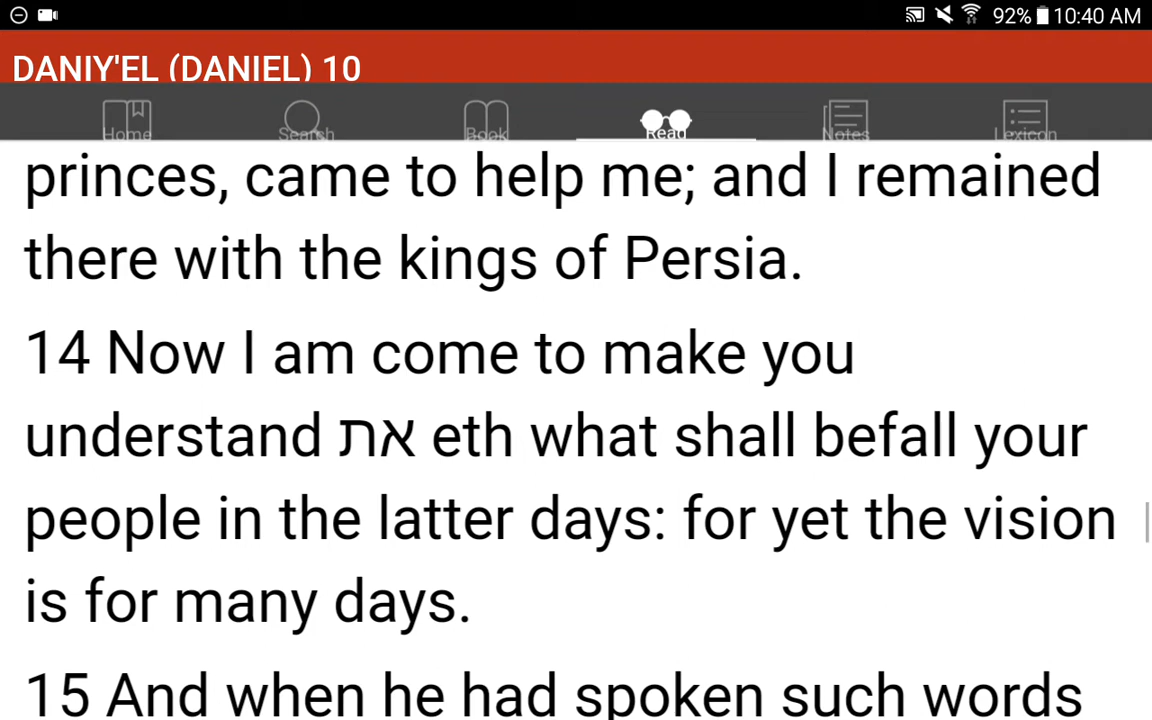 92% 10:40 AM
DANIY'EL (DANIEL) 10
Home Search Book Read Notes Lexicon
princes, came to help me; and I remained
there with the kings of Persia.
14 Now I am come to make you
understand את eth what shall befall your
people in the latter days: for yet the vision
is for many days.
15 And when he had spoken such words